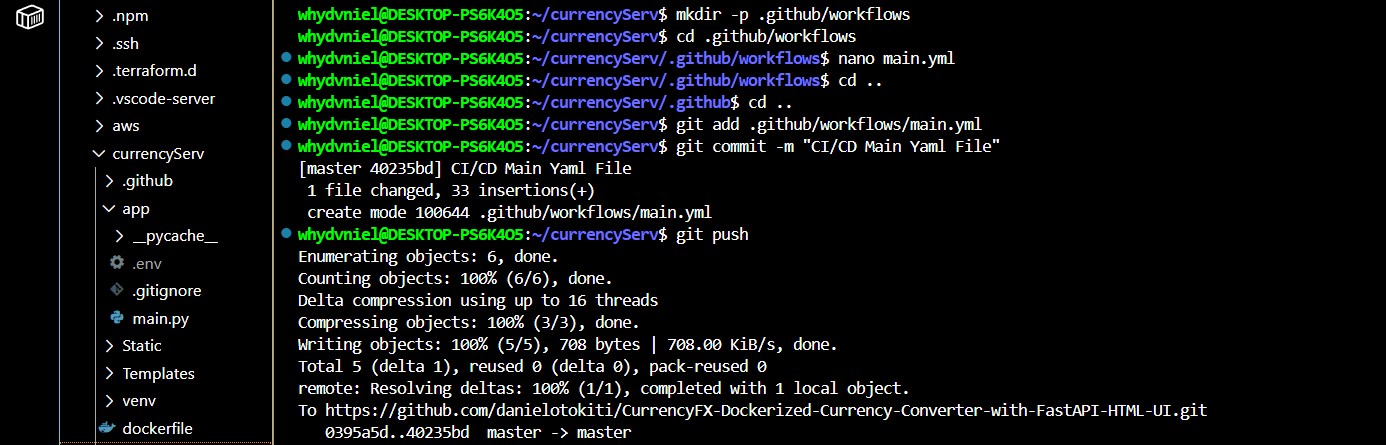 .npm
.ssh
.terraform.d
.vscode-server
aws
currencyServ
.github
app
__pycache__
.env
.gitignore
main.py
Static
Templates
venv
dockerfile
whydvniel@DESKTOP-PS6K4O5:~/currencyServ$ mkdir -p .github/workflows
whydvniel@DESKTOP-PS6K4O5:~/currencyServ$ cd .github/workflows
whydvniel@DESKTOP-PS6K4O5:~/currencyServ/.github/workflows$ nano main.yml
whydvniel@DESKTOP-PS6K4O5:~/currencyServ/.github/workflows$ cd ..
whydvniel@DESKTOP-PS6K4O5:~/currencyServ/.github$ cd ..
whydvniel@DESKTOP-PS6K4O5:~/currencyServ$ git add .github/workflows/main.yml
whydvniel@DESKTOP-PS6K4O5:~/currencyServ$ git commit -m "CI/CD Main Yaml File"
[master 40235bd] CI/CD Main Yaml File
 1 file changed, 33 insertions(+)
 create mode 100644 .github/workflows/main.yml
whydvniel@DESKTOP-PS6K4O5:~/currencyServ$ git push
Enumerating objects: 6, done.
Counting objects: 100% (6/6), done.
Delta compression using up to 16 threads
Compressing objects: 100% (3/3), done.
Writing objects: 100% (5/5), 708 bytes | 708.00 KiB/s, done.
Total 5 (delta 1), reused 0 (delta 0), pack-reused 0
remote: Resolving deltas: 100% (1/1), completed with 1 local object.
To https://github.com/danielotokiti/CurrencyFX-Dockerized-Currency-Converter-with-FastAPI-HTML-UI.git
   0395a5d..40235bd  master -> master